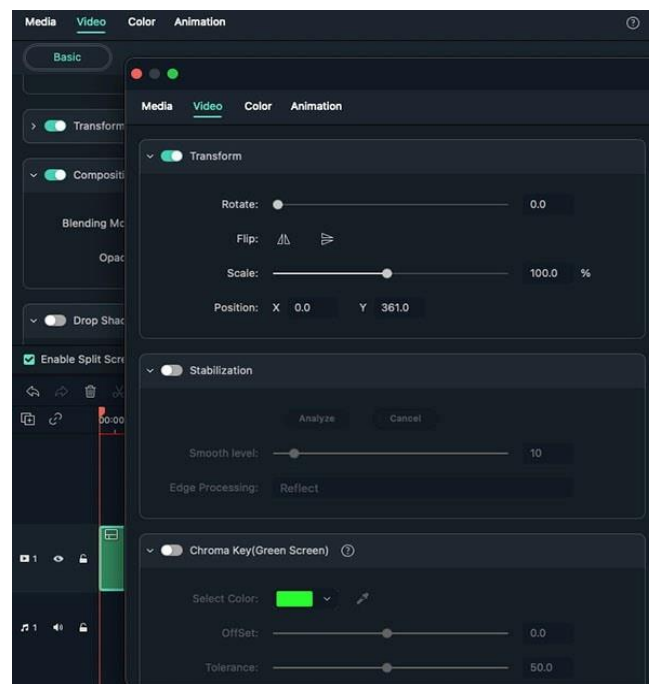 Media Video Color Animation
Basic
Transform
Compositi
Blending Mo
Opac
Drop Shad
Enable Split Scre
00:00
1
1
Media Video Color Animation
Transform
Rotate: 0.0
Flip:
Scale: 100.0 %
Position: X 0.0 Y 361.0
Stabilization
Analyze Cancel
Smooth level: 10
Edge Processing: Reflect
Chroma Key(Green Screen)
Select Color:
OffSet: 0.0
Tolerance: 50.0